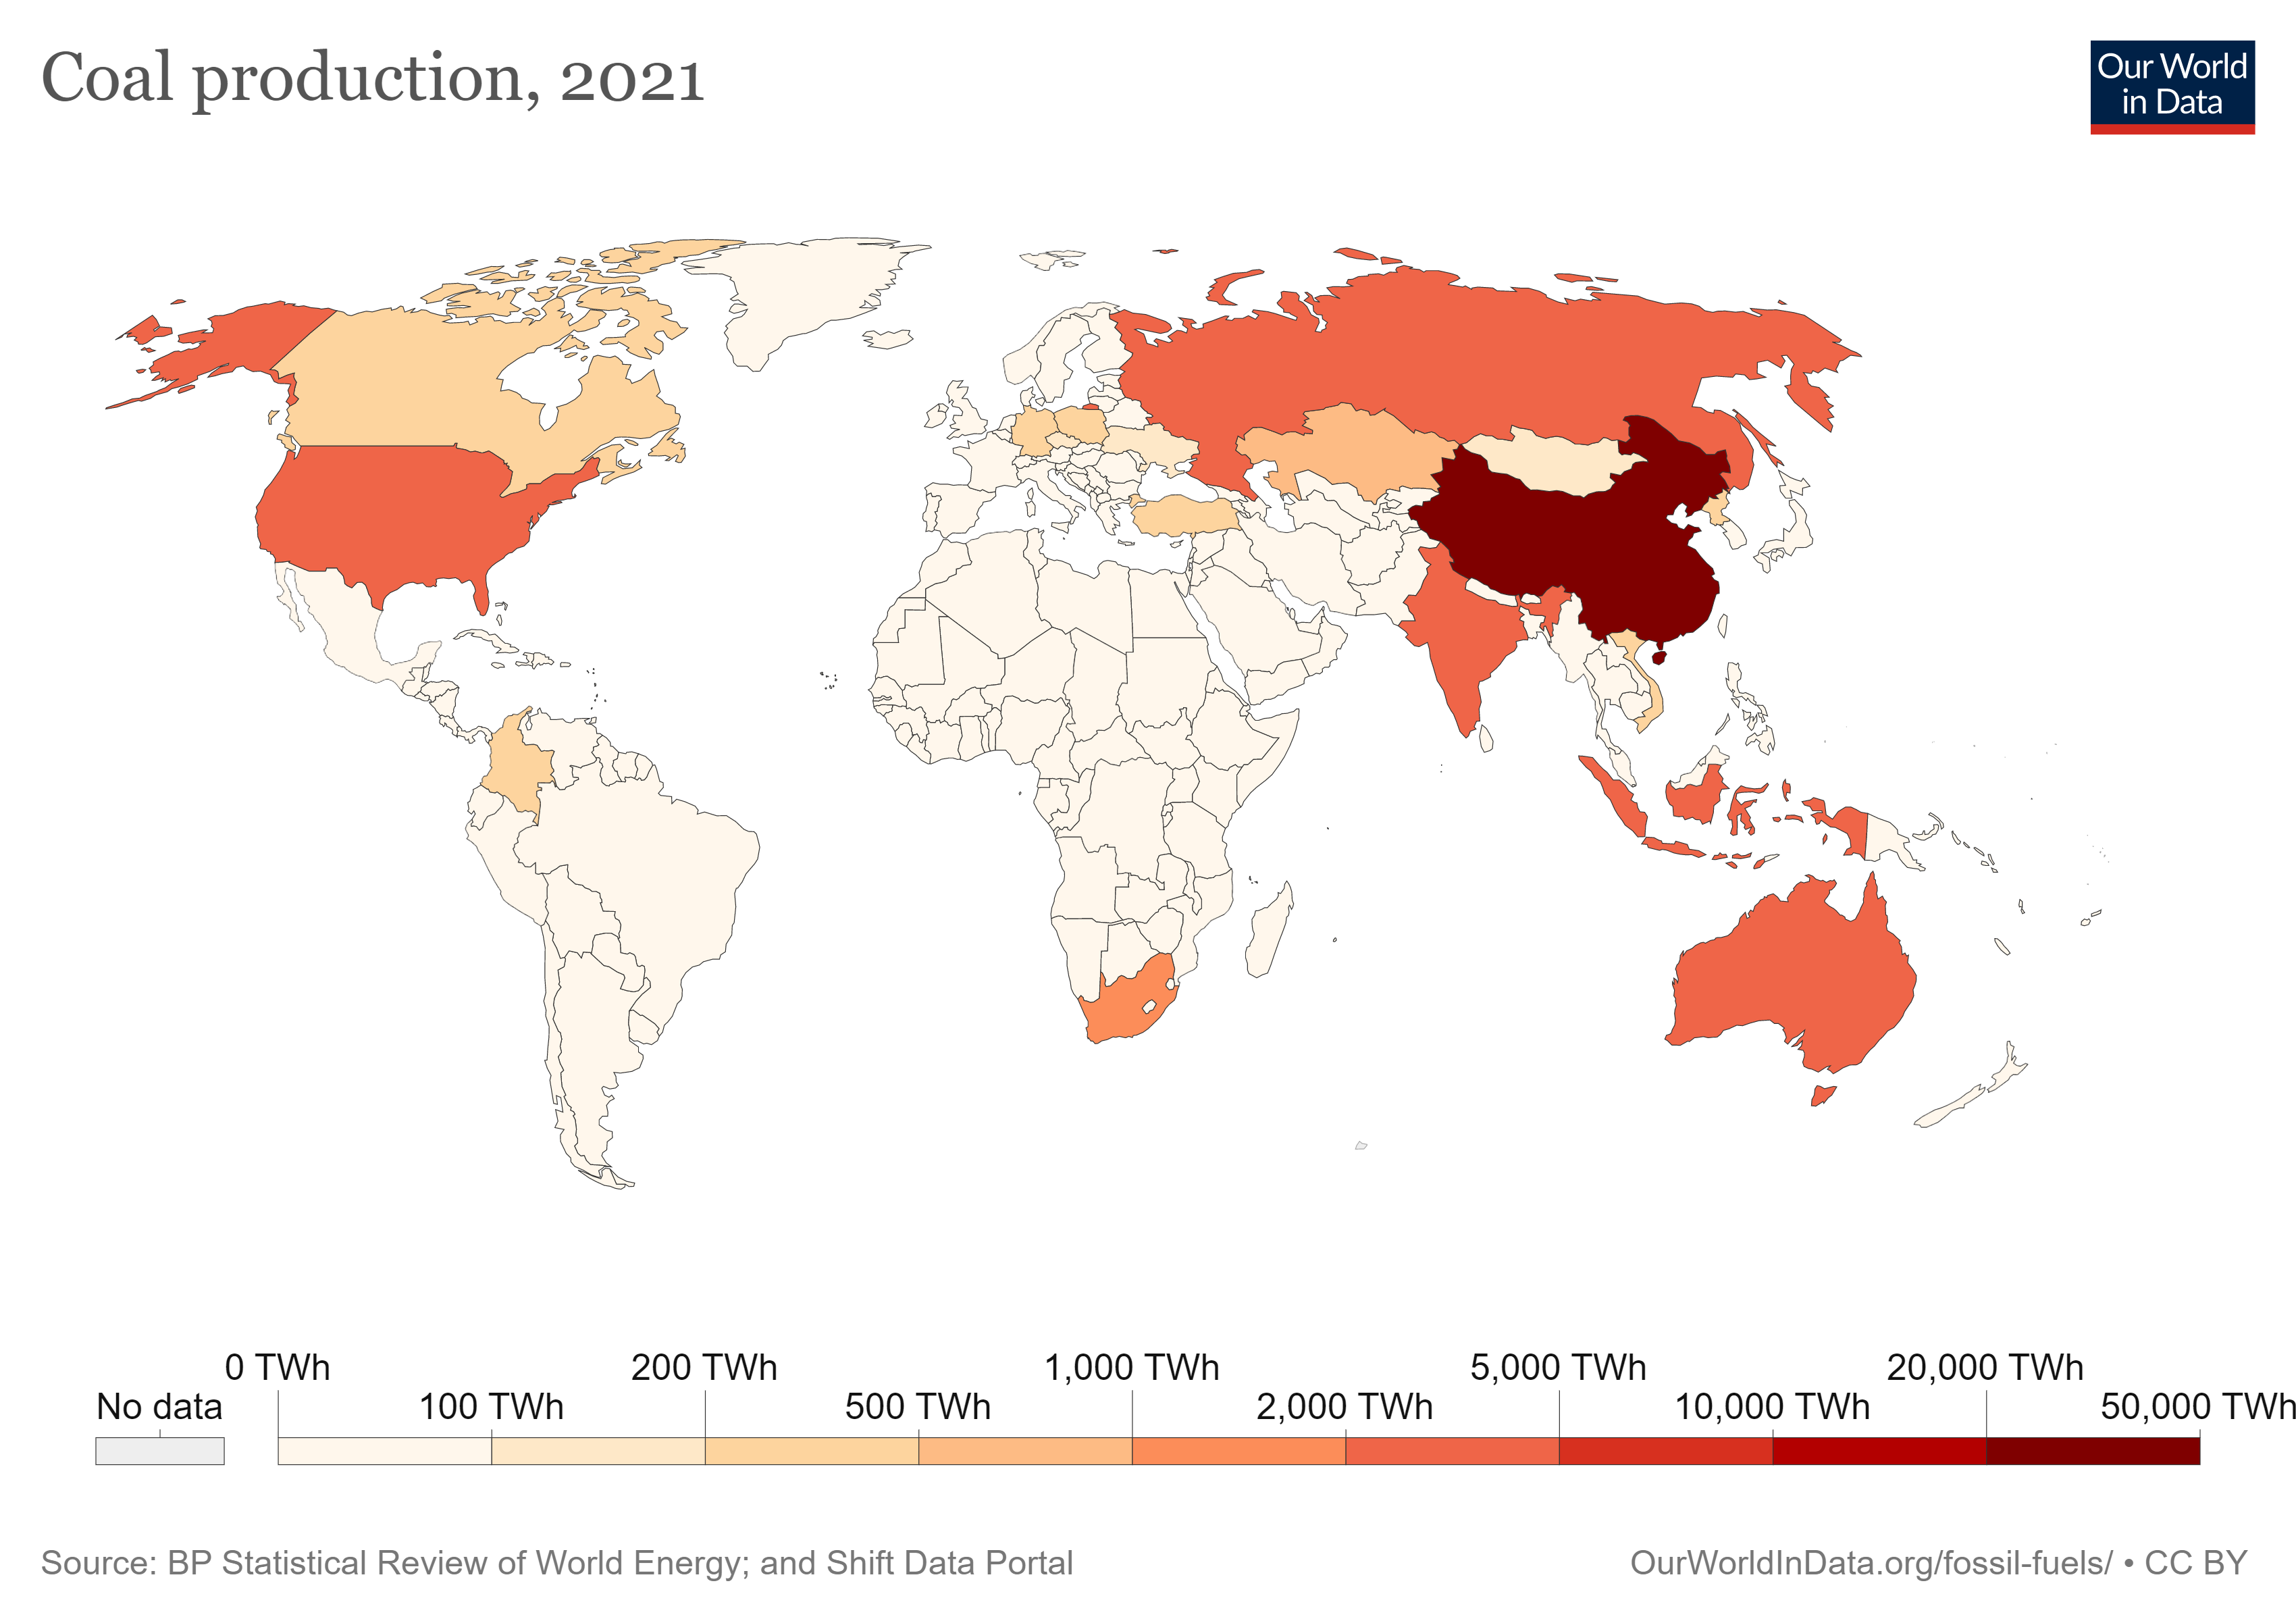 Coal production, 2021
Our World
in Data
0 TWh
200 TWh
1,000 TWh
5,000 TWh
20,000 TWh
No data
100 TWh
500 TWh
2,000 TWh
10,000 TWh
50,000 TWh
Source: BP Statistical Review of World Energy; and Shift Data Portal
OurWorldInData.org/fossil-fuels/ • CC BY